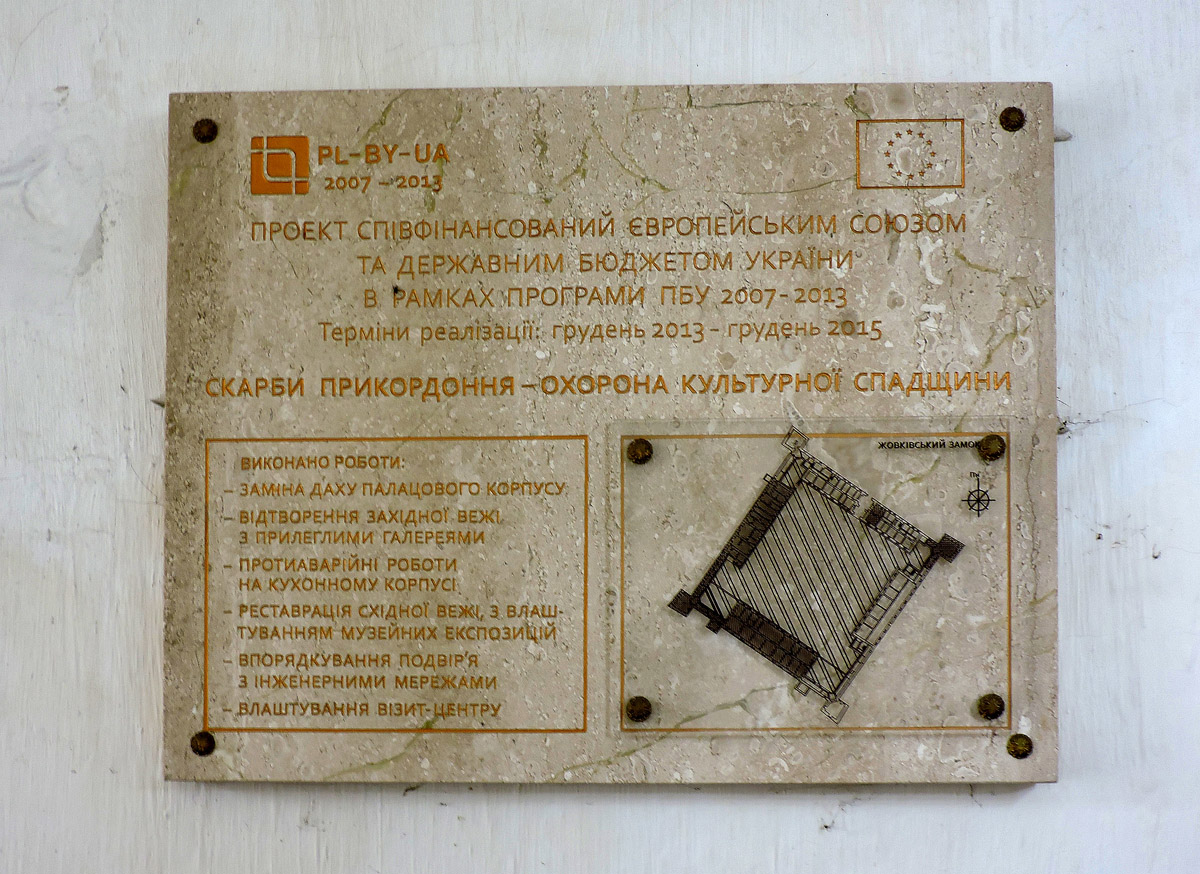 PL-BY-UA
2007 - 2013
ПРОЕКТ СПІВФІНАНСОВАНИЙ ЄВРОПЕЙСЬКИМ СОЮЗОМ
ТА ДЕРЖАВНИМ БЮДЖЕТОМ УКРАЇНИ
В РАМКАХ ПРОГРАМИ ПБУ 2007-2013
Терміни реалізації: грудень 2013 - грудень 2015
СКАРБИ ПРИКОРДОННЯ – ОХОРОНА КУЛЬТУРНОЇ СПАДЩИНИ
ВИКОНАНО РОБОТИ:
– ЗАМІНА ДАХУ ПАЛАЦОВОГО КОРПУСУ
– ВІДТВОРЕННЯ ЗАХІДНОЇ ВЕЖІ
З ПРИЛЕГЛИМИ ГАЛЕРЕЯМИ
– ПРОТИАВАРІЙНІ РОБОТИ
НА КУХОННОМУ КОРПУСІ
– РЕСТАВРАЦІЯ СХІДНОЇ ВЕЖІ, З ВЛАШ-
ТУВАННЯМ МУЗЕЙНИХ ЕКСПОЗИЦІЙ
– ВПОРЯДКУВАННЯ ПОДВІР'Я
З ІНЖЕНЕРНИМИ МЕРЕЖАМИ
– ВЛАШТУВАННЯ ВІЗИТ-ЦЕНТРУ
ЖОВКІВСЬКИЙ ЗАМОК
Пн